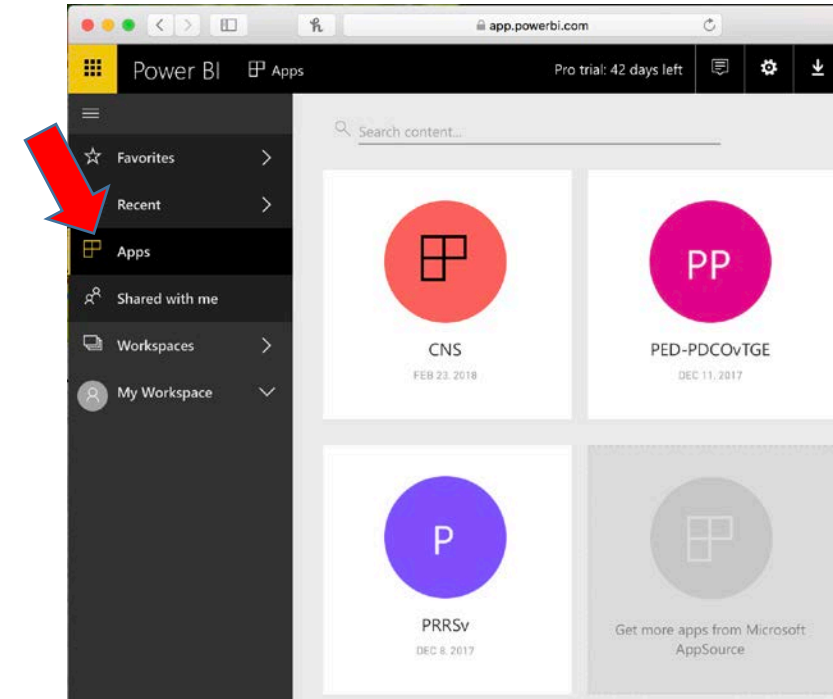 app.powerbi.com
Power BI Apps Pro trial: 42 days left
Search content...
Favorites
Recent
Apps
Shared with me
Workspaces
My Workspace
CNS
FEB 23, 2018
PP
PED-PDCOvTGE
DEC 11, 2017
P
PRRSv
DEC 8, 2017
Get more apps from Microsoft
AppSource